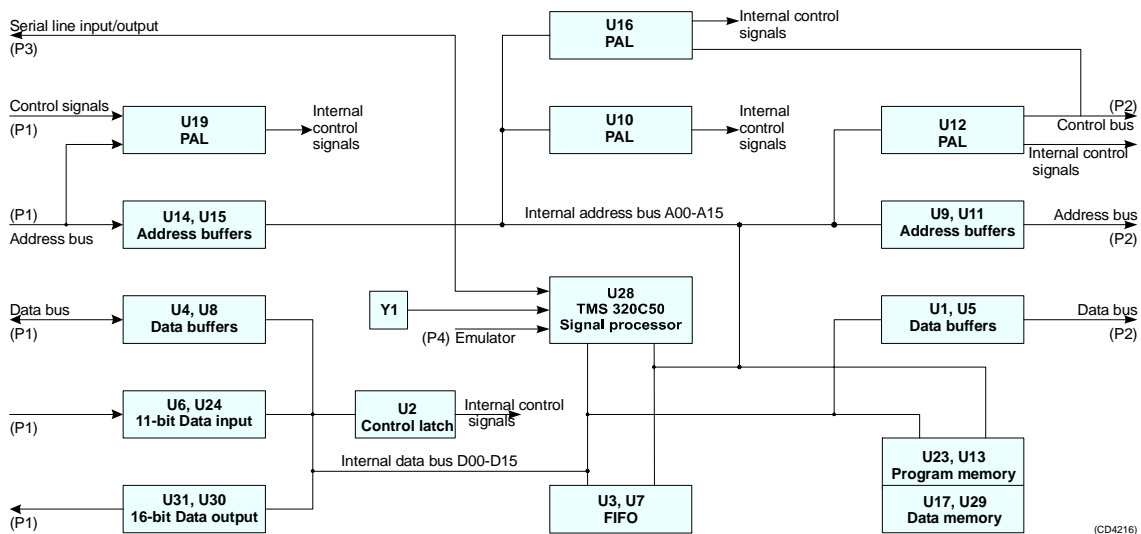 Serial line input/output
(P3)
U16
PAL
Internal control
signals
Control signals
(P1)
U19
PAL
Internal
control
signals
U10
PAL
Internal
control
signals
U12
PAL
(P2)
Control bus
Internal control
signals
(P1)
Address bus
U14, U15
Address buffers
Internal address bus A00-A15
U9, U11
Address buffers
Address bus
(P2)
Data bus
(P1)
U4, U8
Data buffers
Y1
U28
TMS 320C50
Signal processor
(P4) Emulator
U1, U5
Data buffers
Data bus
(P2)
(P1)
U6, U24
11-bit Data input
U2
Control latch
Internal control
signals
Internal data bus D00-D15
U23, U13
Program memory
U17, U29
Data memory
(P1)
U31, U30
16-bit Data output
U3, U7
FIFO
(CD4216)